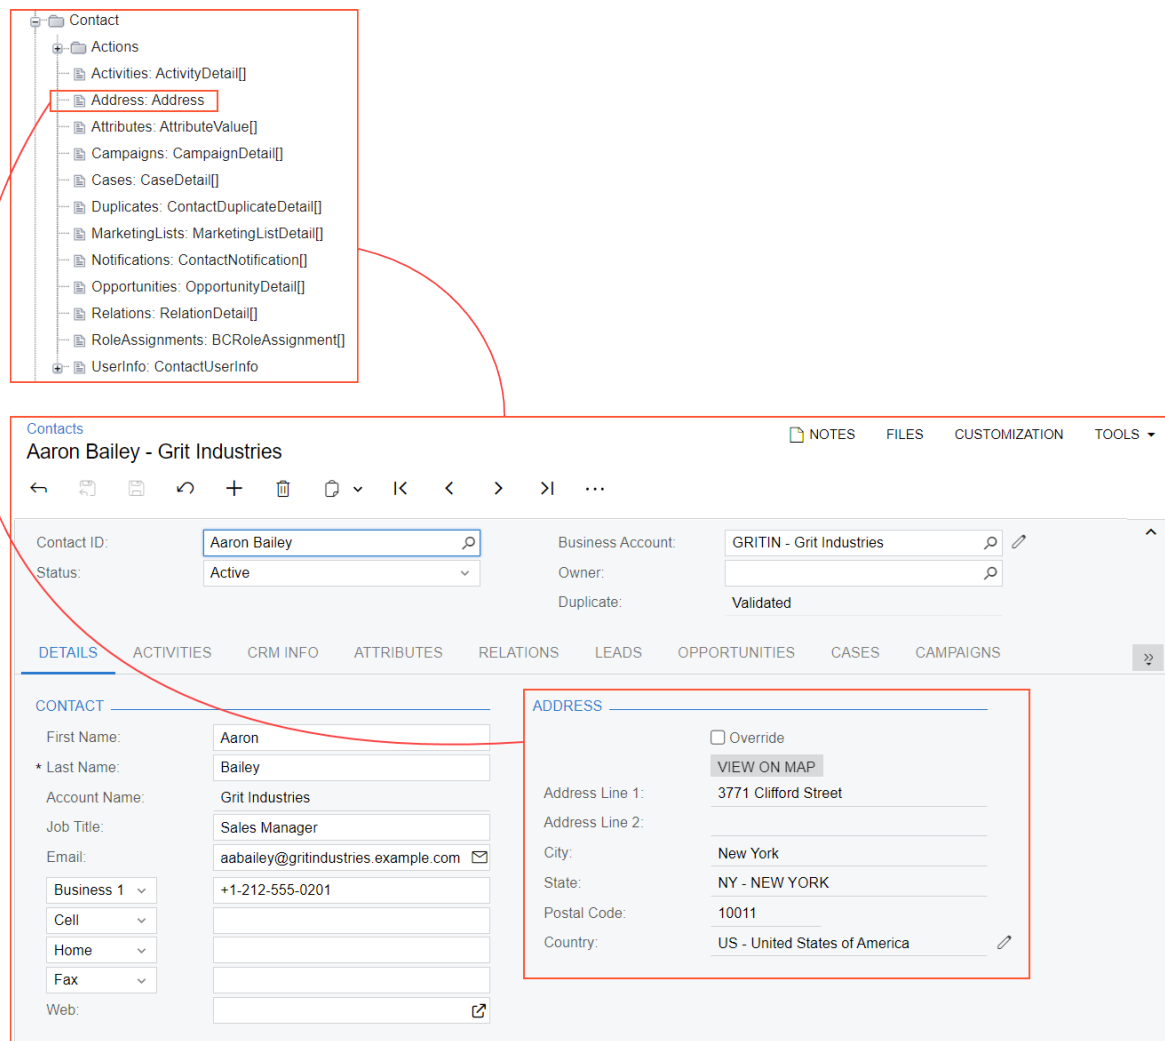 Contact
Actions
Activities: ActivityDetail[]
Address: Address
Attributes: AttributeValue[]
Campaigns: CampaignDetail[]
Cases: CaseDetail[]
Duplicates: ContactDuplicateDetail[]
MarketingLists: MarketingListDetail[]
Notifications: ContactNotification[]
Opportunities: OpportunityDetail[]
Relations: RelationDetail[]
RoleAssignments: BCRoleAssignment[]
UserInfo: ContactUserInfo
Contacts
NOTES FILES CUSTOMIZATION TOOLS
Aaron Bailey - Grit Industries
Contact ID: Aaron Bailey Business Account: GRITIN - Grit Industries
Status: Active Owner:
Duplicate: Validated
DETAILS ACTIVITIES CRM INFO ATTRIBUTES RELATIONS LEADS OPPORTUNITIES CASES CAMPAIGNS
CONTACT
First Name: Aaron
* Last Name: Bailey
Account Name: Grit Industries
Job Title: Sales Manager
Email: aabailey@gritindustries.example.com
Business 1 +1-212-555-0201
Cell
Home
Fax
Web:
ADDRESS
Override
VIEW ON MAP
Address Line 1: 3771 Clifford Street
Address Line 2:
City: New York
State: NY - NEW YORK
Postal Code: 10011
Country: US - United States of America